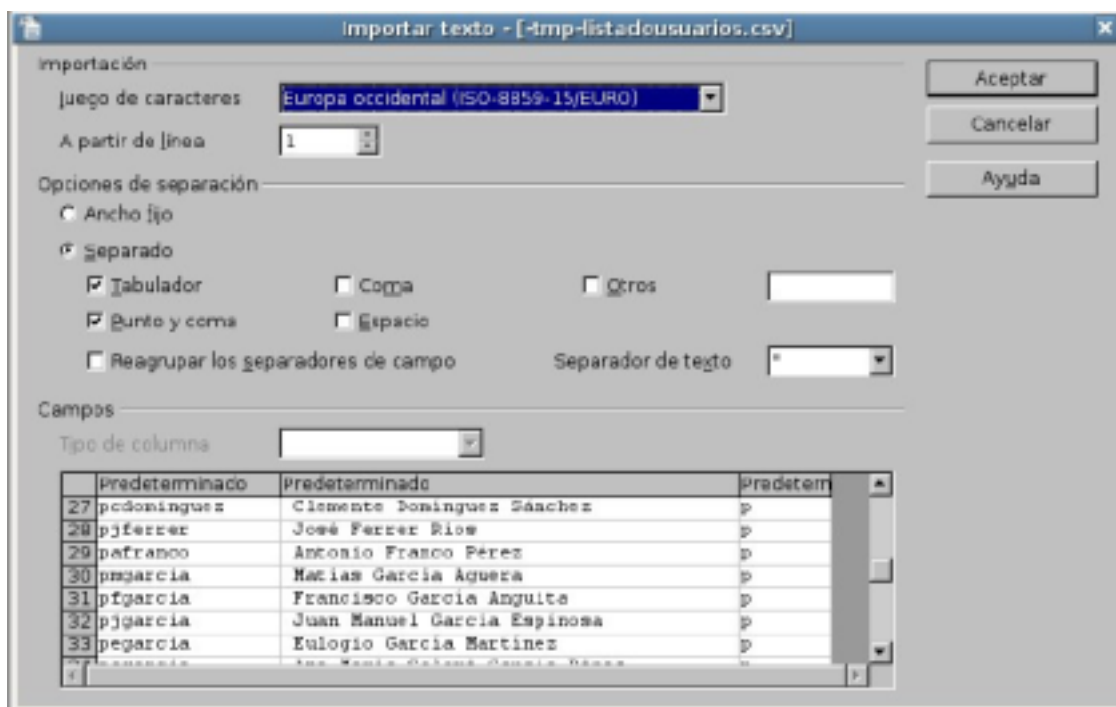 Importar texto - [-tmp-listadousuarios.csv]
Importación
Juego de caracteres Europa occidental (ISO-8859-15/EURO)
A partir de línea 1
Aceptar
Cancelar
Ayuda
Opciones de separación
Ancho fijo
Separado
Tabulador Coma Otros
Punto y coma Espacio
Reagrupar los separadores de campo Separador de texto "
Campos
Tipo de columna
Predeterminado Predeterminado Predeterm
27 pcdominguez Clemente Dominguez Sánchez p
28 pjferrer José Ferrer Rios p
29 pafranco Antonio Franco Pérez p
30 pmgarcia Matias García Aguera p
31 pfgarcia Francisco García Anguita p
32 pjgarcia Juan Manuel García Espinosa p
33 pegarcia Eulogio García Martínez p